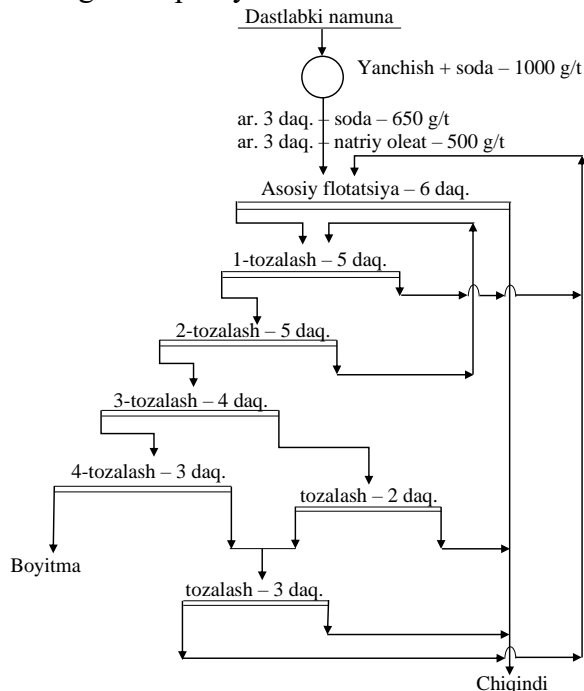 Dastlabki namuna
Yanchish + soda – 1000 g/t
ar. 3 daq. – soda – 650 g/t
ar. 3 daq. – natriy oleat – 500 g/t
Asosiy flotatsiya – 6 daq.
1-tozalash – 5 daq.
2-tozalash – 5 daq.
3-tozalash – 4 daq.
4-tozalash – 3 daq.
tozalash – 2 daq.
Boyitma
tozalash – 3 daq.
Chiqindi